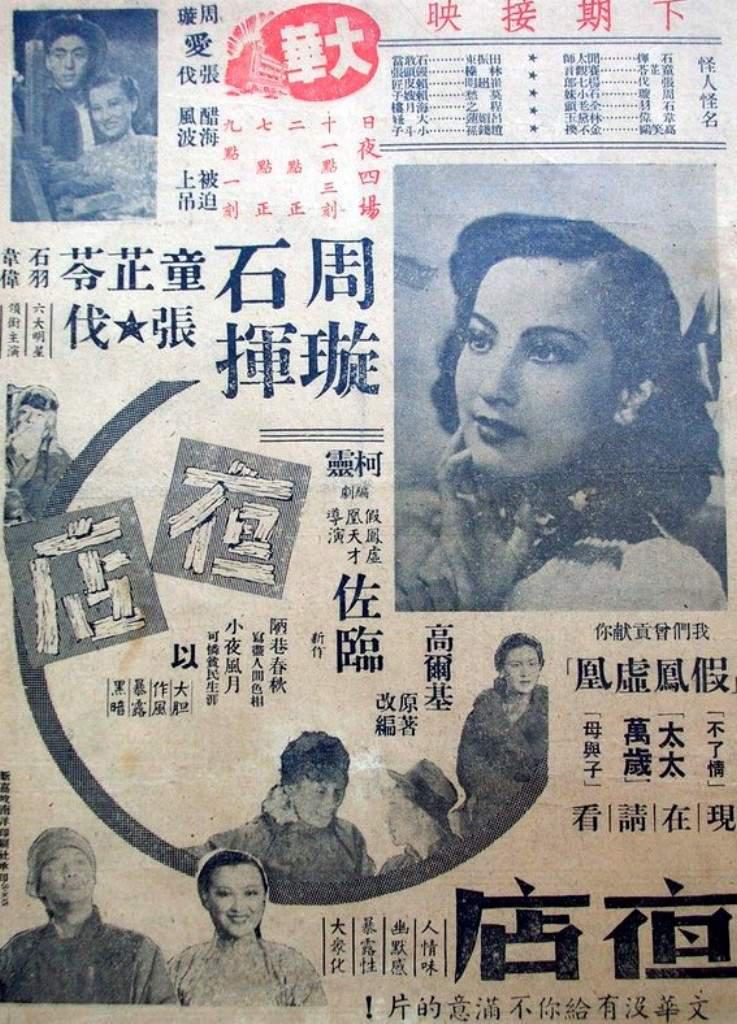 下期接映
怪人怪名
大華
日夜四場
十一點三刻
二點正
七點正
九點一刻
周璇愛張伐
醋海風波
被迫上吊
周璇
石揮
童芷苓
張★伐
石羽
韋偉
六大明星
領銜主演
柯靈
編劇
假鳳虛凰天才導演
佐臨
新作
夜店
陋巷春秋
寫盡人間色相
小夜風月
可憐貧民生涯
以
大胆
作風
暴露
黑暗
高爾基
原著
改編
我們曾貢獻你
「假鳳虛凰」
「不了情」
「太太萬歲」
「母與子」
現在請看
夜店
人情味
幽默感
暴露性
大衆化
文華沒有給你不滿意的片!